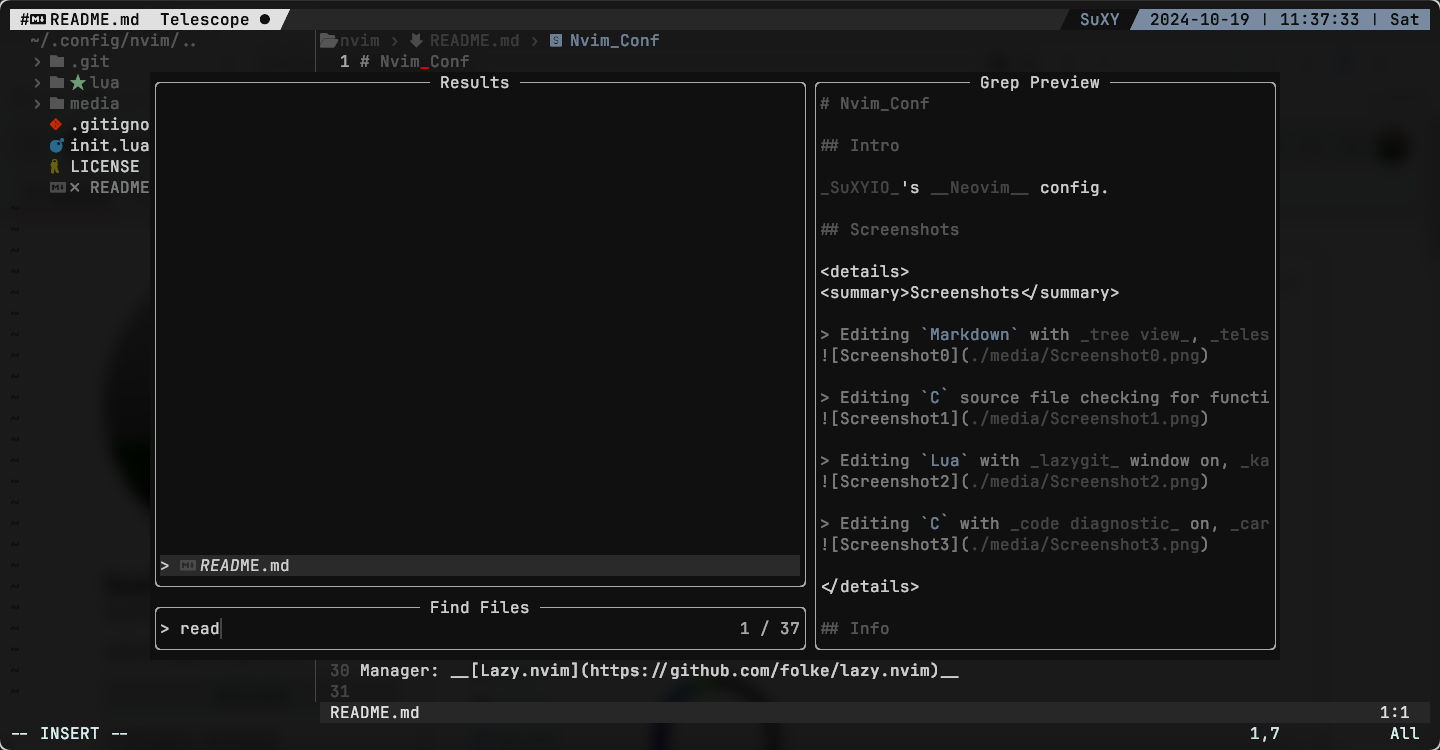 #README.md Telescope ●
SuXY 2024-10-19 | 11:37:33 | Sat
~/.config/nvim/..
nvim › README.md › Nvim_Conf
› .git
1 # Nvim_Conf
› lua
› media
.gitigno
init.lua
LICENSE
× README
Results
> README.md
Find Files
> read
1 / 37
Grep Preview
# Nvim_Conf
## Intro
_SuXYIO_'s __Neovim__ config.
## Screenshots
<details>
<summary>Screenshots</summary>
> Editing `Markdown` with _tree view_, _teles
![Screenshot0](./media/Screenshot0.png)
> Editing `C` source file checking for functi
![Screenshot1](./media/Screenshot1.png)
> Editing `Lua` with _lazygit_ window on, _ka
![Screenshot2](./media/Screenshot2.png)
> Editing `C` with _code diagnostic_ on, _car
![Screenshot3](./media/Screenshot3.png)
</details>
## Info
30 Manager: __[Lazy.nvim](https://github.com/folke/lazy.nvim)__
31
README.md 1:1
-- INSERT -- 1,7 All